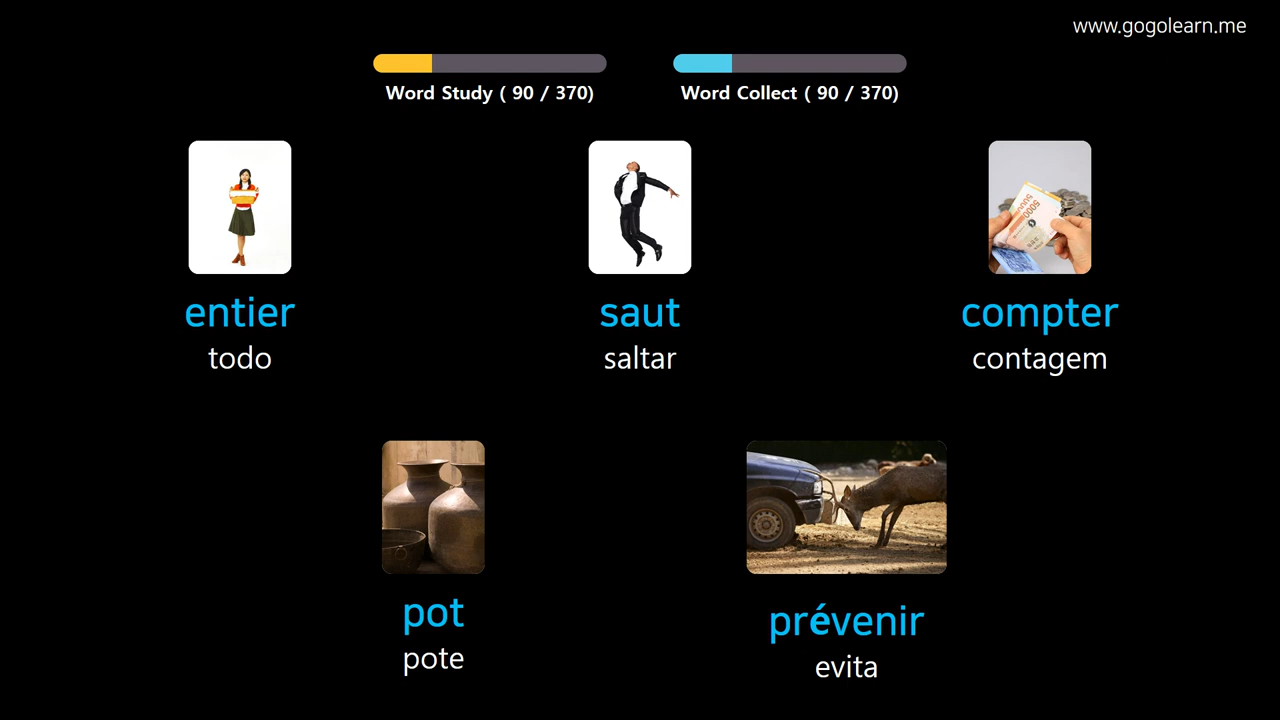 www.gogolearn.me
Word Study ( 90 / 370)
Word Collect ( 90 / 370)
entier
todo
saut
saltar
compter
contagem
pot
pote
prévenir
evita